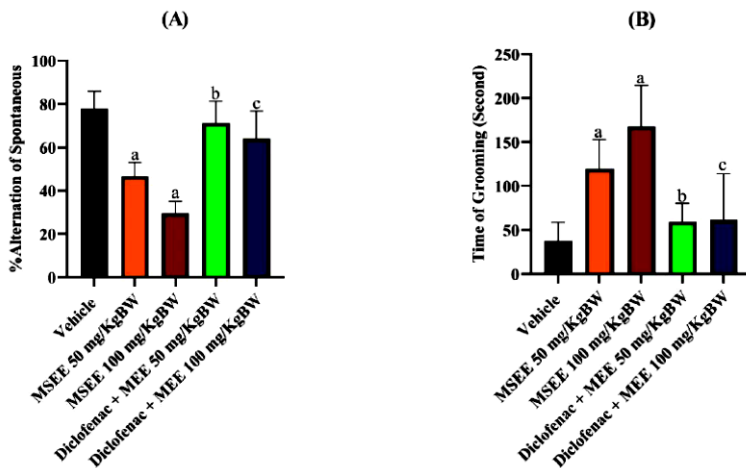 (A)
%Alternation of Spontaneous
100
80
60
40
20
0
a
a
b
c
Vehicle
MSEE 50 mg/KgBW
MSEE 100 mg/KgBW
Diclofenac + MEE 50 mg/KgBW
Diclofenac + MEE 100 mg/KgBW
(B)
Time of Grooming (Second)
250
200
150
100
50
0
a
a
b
c
Vehicle
MSEE 50 mg/KgBW
MSEE 100 mg/KgBW
Diclofenac + MEE 50 mg/KgBW
Diclofenac + MEE 100 mg/KgBW